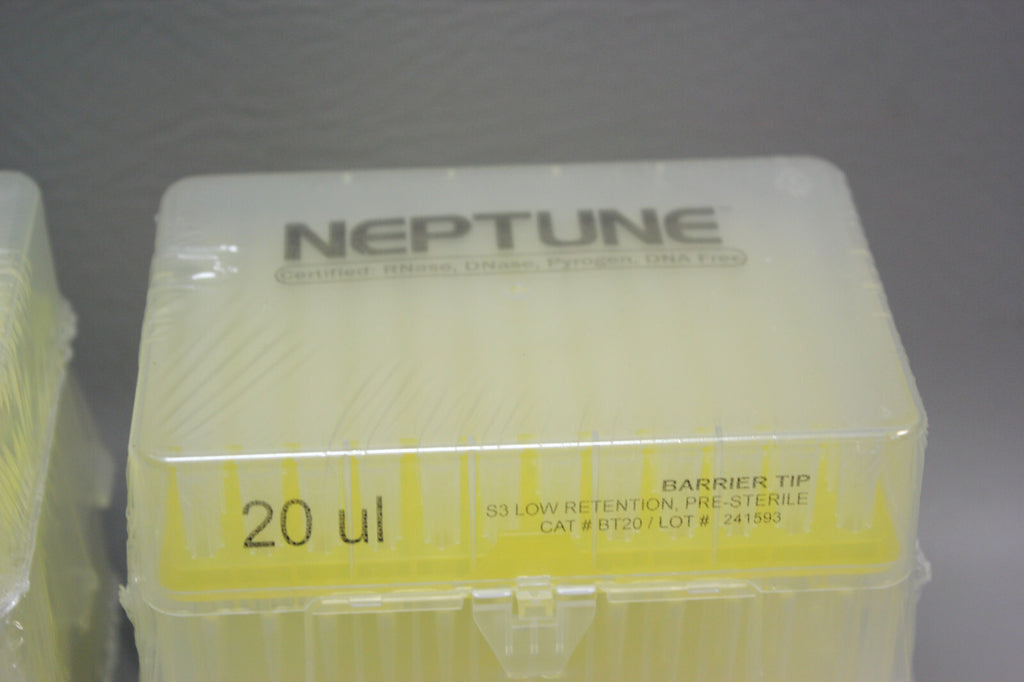 NEPTUNE™
Certified: RNase, DNase, Pyrogen, DNA Free
20 ul
BARRIER TIP
S3 LOW RETENTION, PRE-STERILE
CAT # BT20 / LOT # 241593